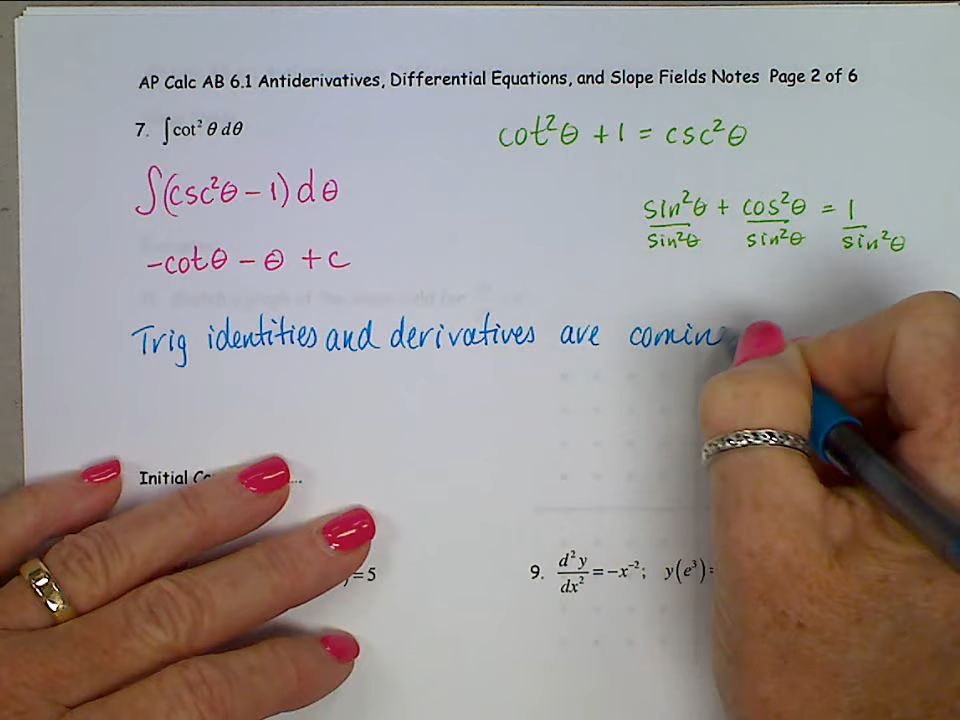 AP Calc AB 6.1 Antiderivatives, Differential Equations, and Slope Fields Notes Page 2 of 6
7. ∫cot² θ dθ
cot²θ + 1 = csc²θ
∫(csc²θ − 1) dθ
sin²θ/sin²θ + cos²θ/sin²θ = 1/sin²θ
−cotθ − θ + c
Trig identities and derivatives are comin
Initial
=5
9. d²y/dx² = −x⁻²; y(e³)=